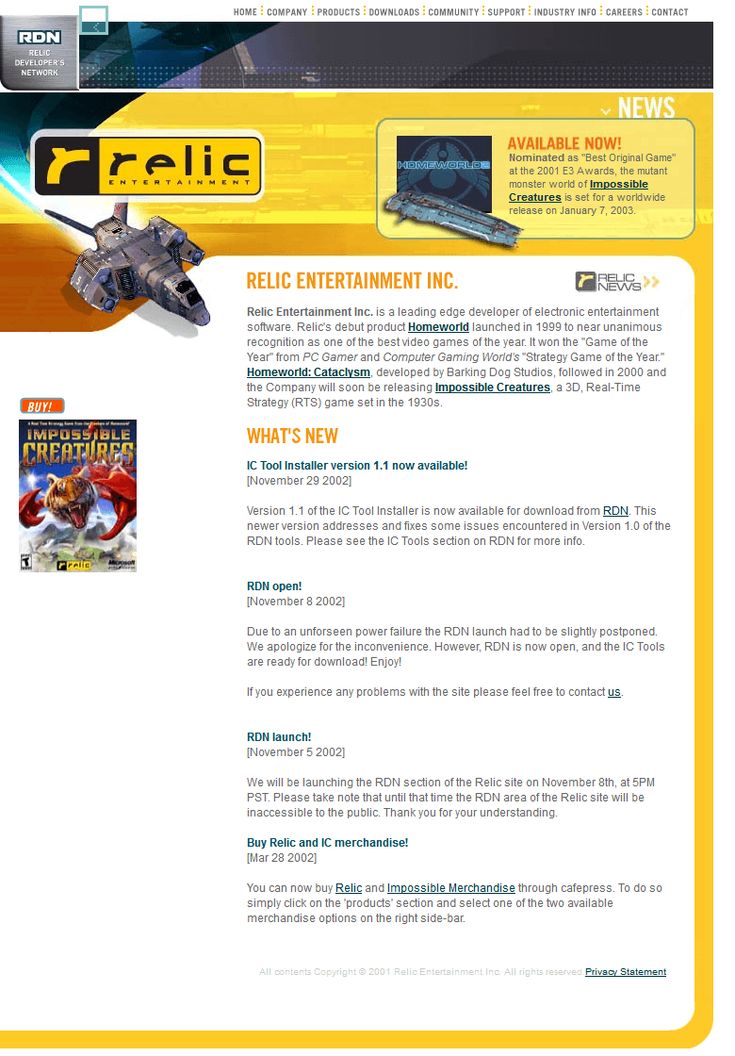 HOME COMPANY PRODUCTS DOWNLOADS COMMUNITY SUPPORT INDUSTRY INFO CAREERS CONTACT
RDN
RELIC
DEVELOPER'S
NETWORK
NEWS
relic
ENTERTAINMENT
HOMEWORLD2
AVAILABLE NOW!
Nominated as "Best Original Game"
at the 2001 E3 Awards, the mutant
monster world of Impossible
Creatures is set for a worldwide
release on January 7, 2003.
RELIC ENTERTAINMENT INC.
RELIC
NEWS
Relic Entertainment Inc. is a leading edge developer of electronic entertainment
software. Relic's debut product Homeworld launched in 1999 to near unanimous
recognition as one of the best video games of the year. It won the "Game of the
Year" from PC Gamer and Computer Gaming World's "Strategy Game of the Year."
Homeworld: Cataclysm, developed by Barking Dog Studios, followed in 2000 and
the Company will soon be releasing Impossible Creatures, a 3D, Real-Time
Strategy (RTS) game set in the 1930s.
BUY!
A Real Time Strategy Game from the Creators of Homeworld!
IMPOSSIBLE
CREATURES
T
relic
Microsoft
WHAT'S NEW
IC Tool Installer version 1.1 now available!
[November 29 2002]
Version 1.1 of the IC Tool Installer is now available for download from RDN. This
newer version addresses and fixes some issues encountered in Version 1.0 of the
RDN tools. Please see the IC Tools section on RDN for more info.
RDN open!
[November 8 2002]
Due to an unforseen power failure the RDN launch had to be slightly postponed.
We apologize for the inconvenience. However, RDN is now open, and the IC Tools
are ready for download! Enjoy!
If you experience any problems with the site please feel free to contact us.
RDN launch!
[November 5 2002]
We will be launching the RDN section of the Relic site on November 8th, at 5PM
PST. Please take note that until that time the RDN area of the Relic site will be
inaccessible to the public. Thank you for your understanding.
Buy Relic and IC merchandise!
[Mar 28 2002]
You can now buy Relic and Impossible Merchandise through cafepress. To do so
simply click on the 'products' section and select one of the two available
merchandise options on the right side-bar.
All contents Copyright © 2001 Relic Entertainment Inc. All rights reserved. Privacy Statement